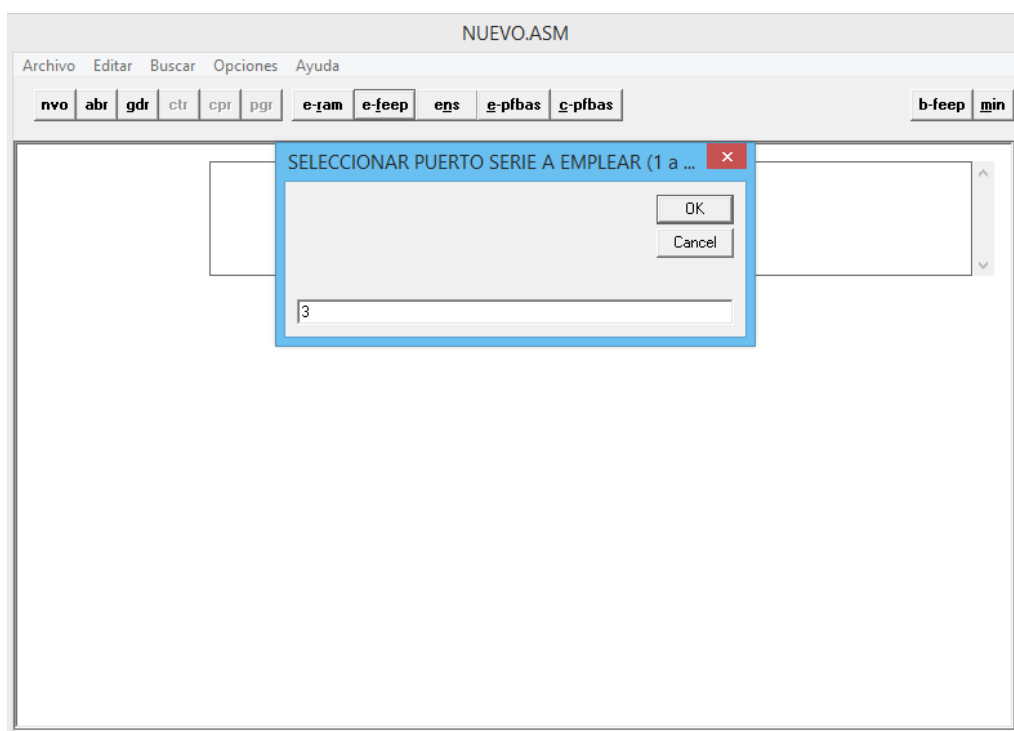 NUEVO.ASM
Archivo Editar Buscar Opciones Ayuda
nvo abr gdr ctr cpr pgr e-ram e-feep ens e-pfbas c-pfbas b-feep min
SELECCIONAR PUERTO SERIE A EMPLEAR (1 a ...
OK
Cancel
3